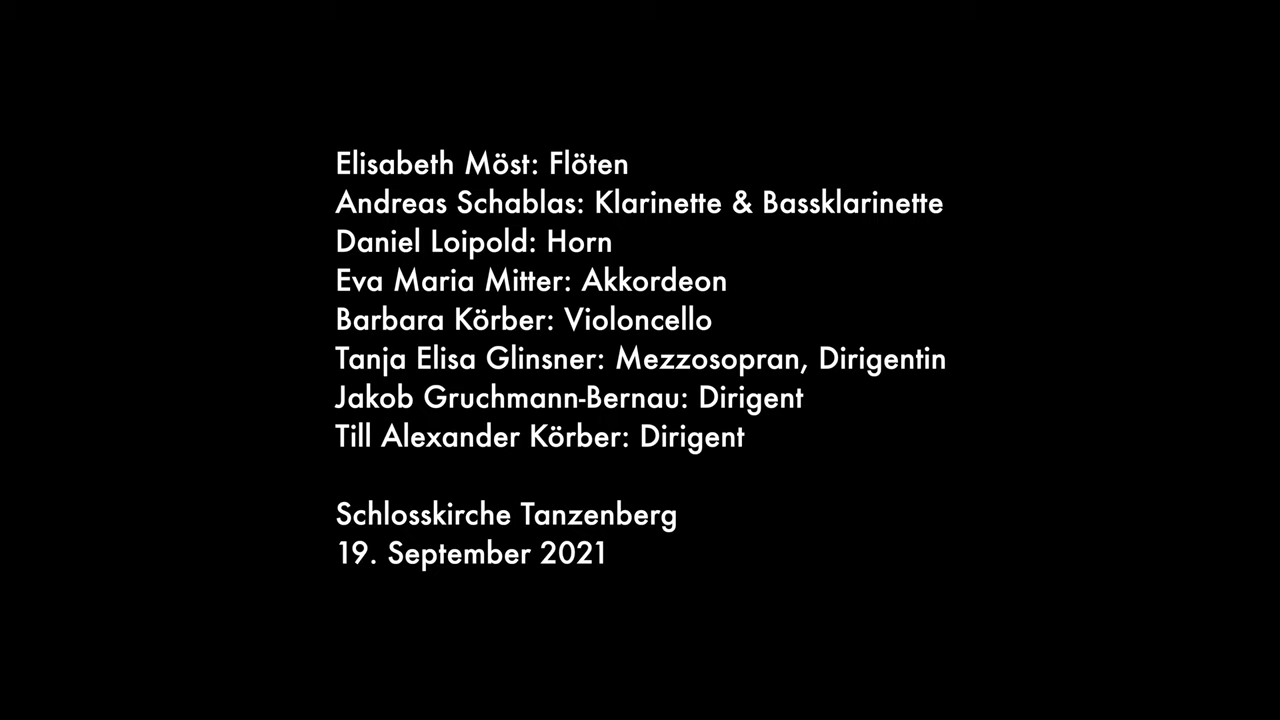 Elisabeth Möst: Flöten
Andreas Schablas: Klarinette & Bassklarinette
Daniel Loipold: Horn
Eva Maria Mitter: Akkordeon
Barbara Körber: Violoncello
Tanja Elisa Glinsner: Mezzosopran, Dirigentin
Jakob Gruchmann-Bernau: Dirigent
Till Alexander Körber: Dirigent
Schlosskirche Tanzenberg
19. September 2021